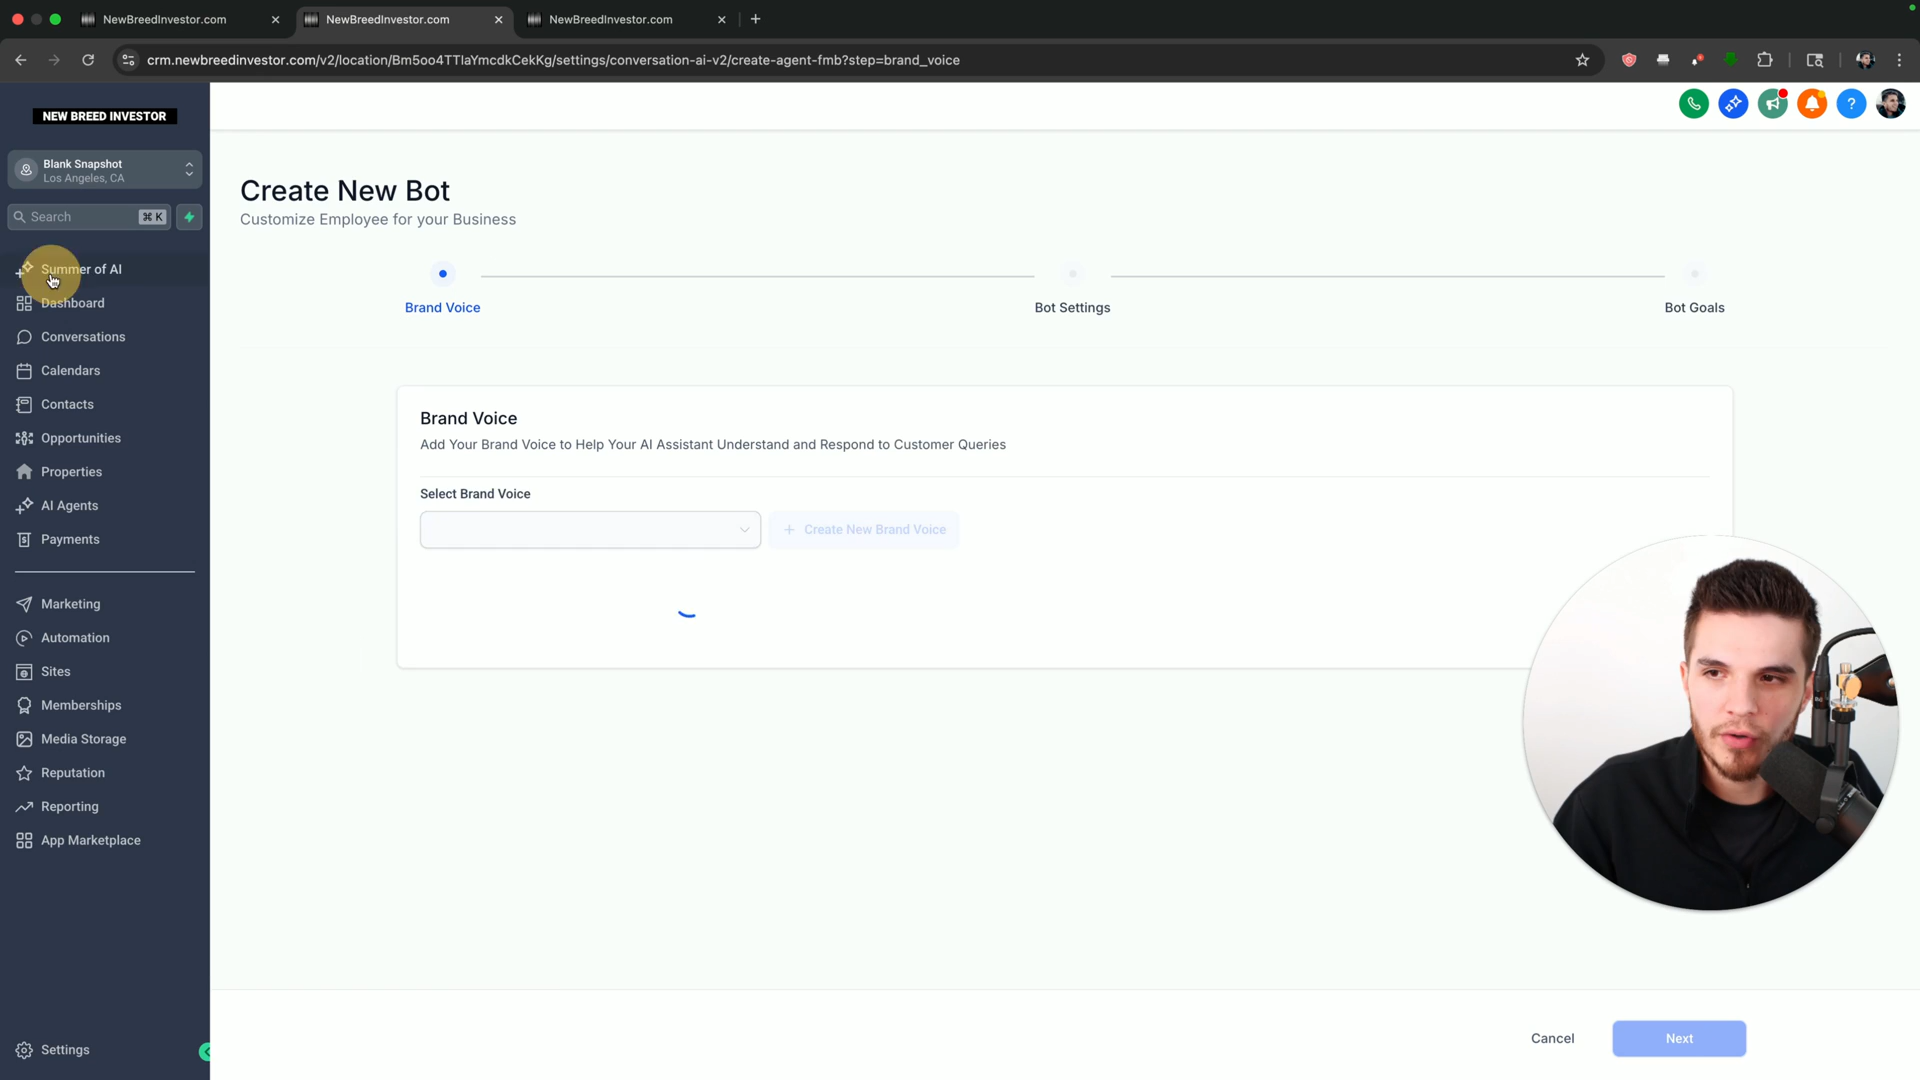 NewBreedInvestor.com
NewBreedInvestor.com
NewBreedInvestor.com
crm.newbreedinvestor.com/v2/location/Bm5oo4TTIaYmcdkCekKg/settings/conversation-ai-v2/create-agent-fmb?step=brand_voice
NEW BREED INVESTOR
Blank Snapshot
Los Angeles, CA
Search
⌘ K
Summer of AI
Dashboard
Conversations
Calendars
Contacts
Opportunities
Properties
AI Agents
Payments
Marketing
Automation
Sites
Memberships
Media Storage
Reputation
Reporting
App Marketplace
Settings
Create New Bot
Customize Employee for your Business
Brand Voice
Bot Settings
Bot Goals
Brand Voice
Add Your Brand Voice to Help Your AI Assistant Understand and Respond to Customer Queries
Select Brand Voice
+ Create New Brand Voice
Cancel
Next